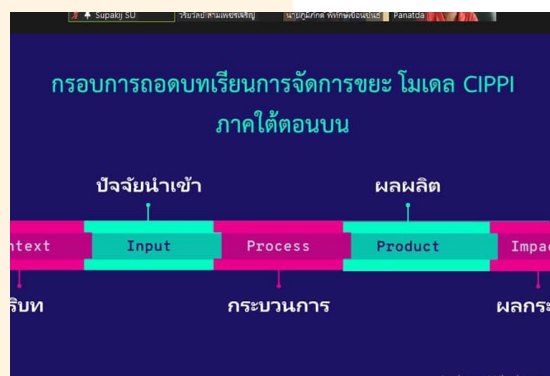 Supakij SU
Panatda
กรอบการถอดบทเรียนการจัดการขยะ โมเดล CIPPI
ภาคใต้ตอนบน
ปัจจัยนำเข้า ผลผลิต
ntext Input Process Product Impac
ริบท กระบวนการ ผลกระ